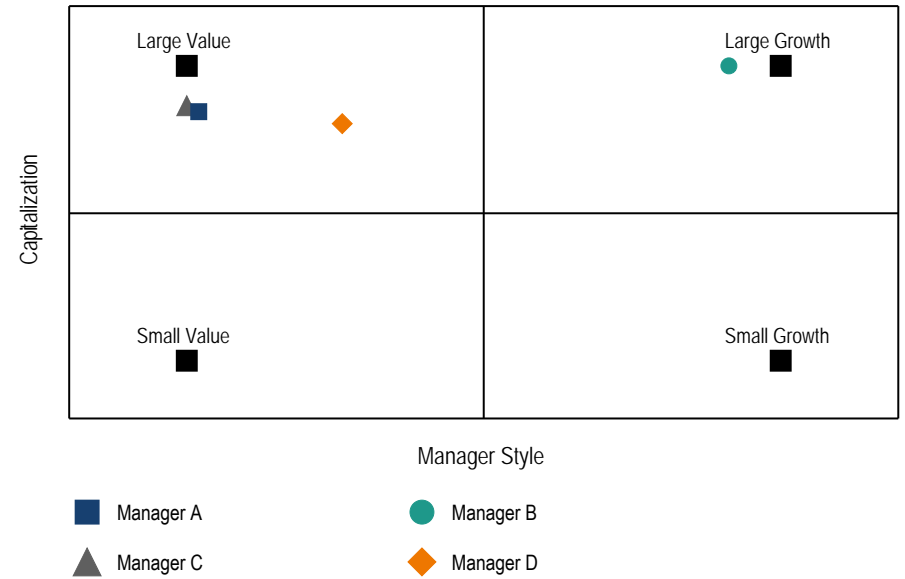 Large Value
Large Growth
Capitalization
Small Value
Small Growth
Manager Style
Manager A
Manager B
Manager C
Manager D